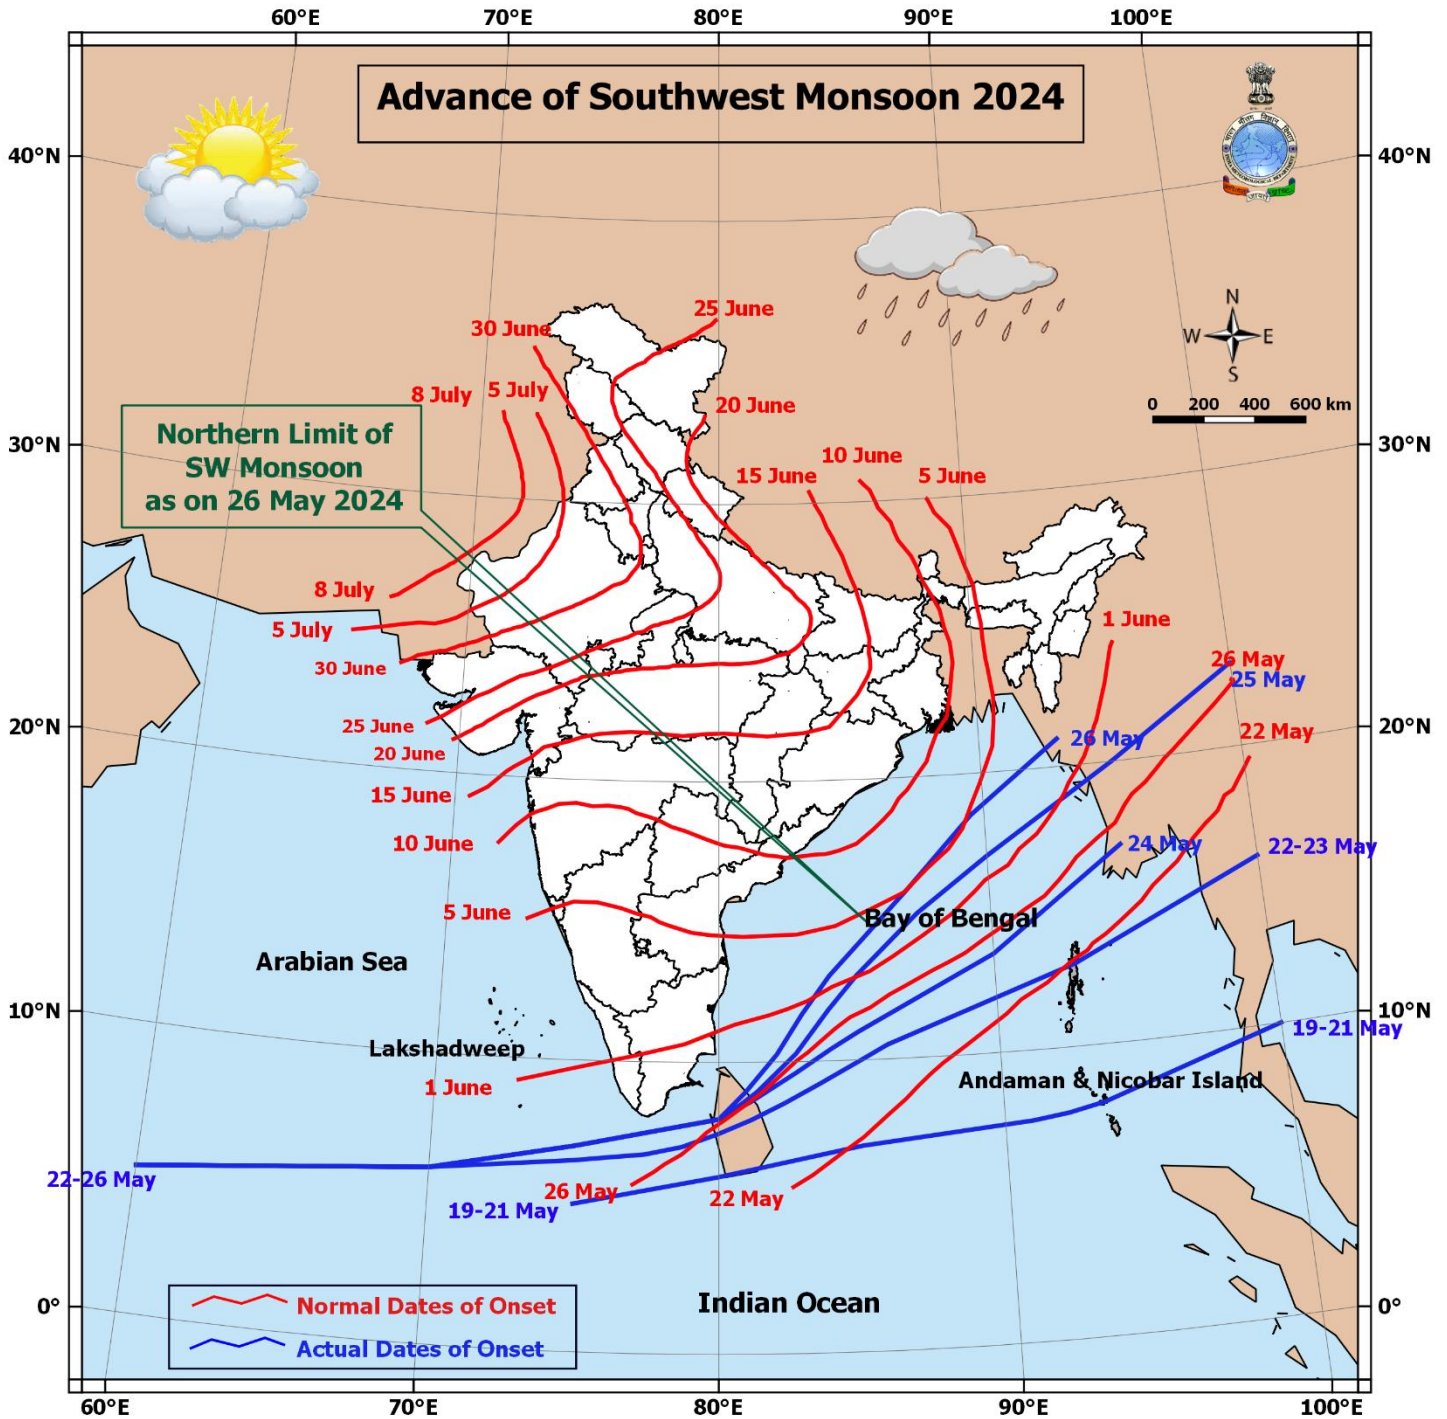 60°E 70°E 80°E 90°E 100°E
Advance of Southwest Monsoon 2024
40°N 40°N
N
W E
S
25 June
30 June
8 July 5 July
20 June
0 200 400 600 km
Northern Limit of
SW Monsoon
as on 26 May 2024
30°N 30°N
10 June
15 June 5 June
8 July
1 June
5 July
30 June
26 May
25 May
25 June
20°N 20°N
22 May
26 May
20 June
15 June
10 June
24 May
22-23 May
5 June
Bay of Bengal
Arabian Sea
10°N 10°N
19-21 May
Lakshadweep
1 June
Andaman & Nicobar Island
22-26 May
26 May
22 May
19-21 May
Indian Ocean
0° 0°
Normal Dates of Onset
Actual Dates of Onset
60°E 70°E 80°E 90°E 100°E